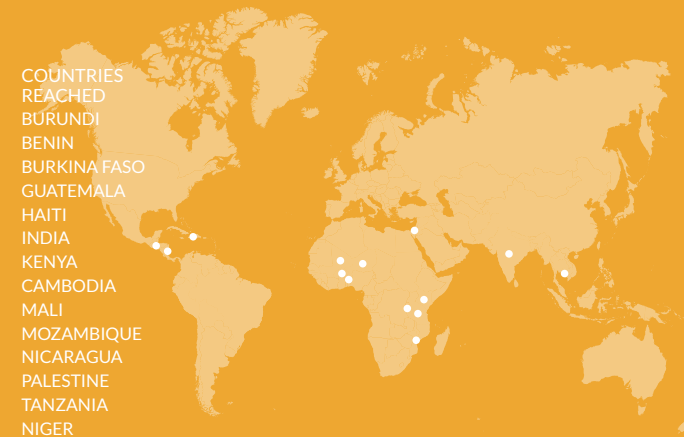 COUNTRIES
REACHED
BURUNDI
BENIN
BURKINA FASO
GUATEMALA
HAITI
INDIA
KENYA
CAMBODIA
MALI
MOZAMBIQUE
NICARAGUA
PALESTINE
TANZANIA
NIGER